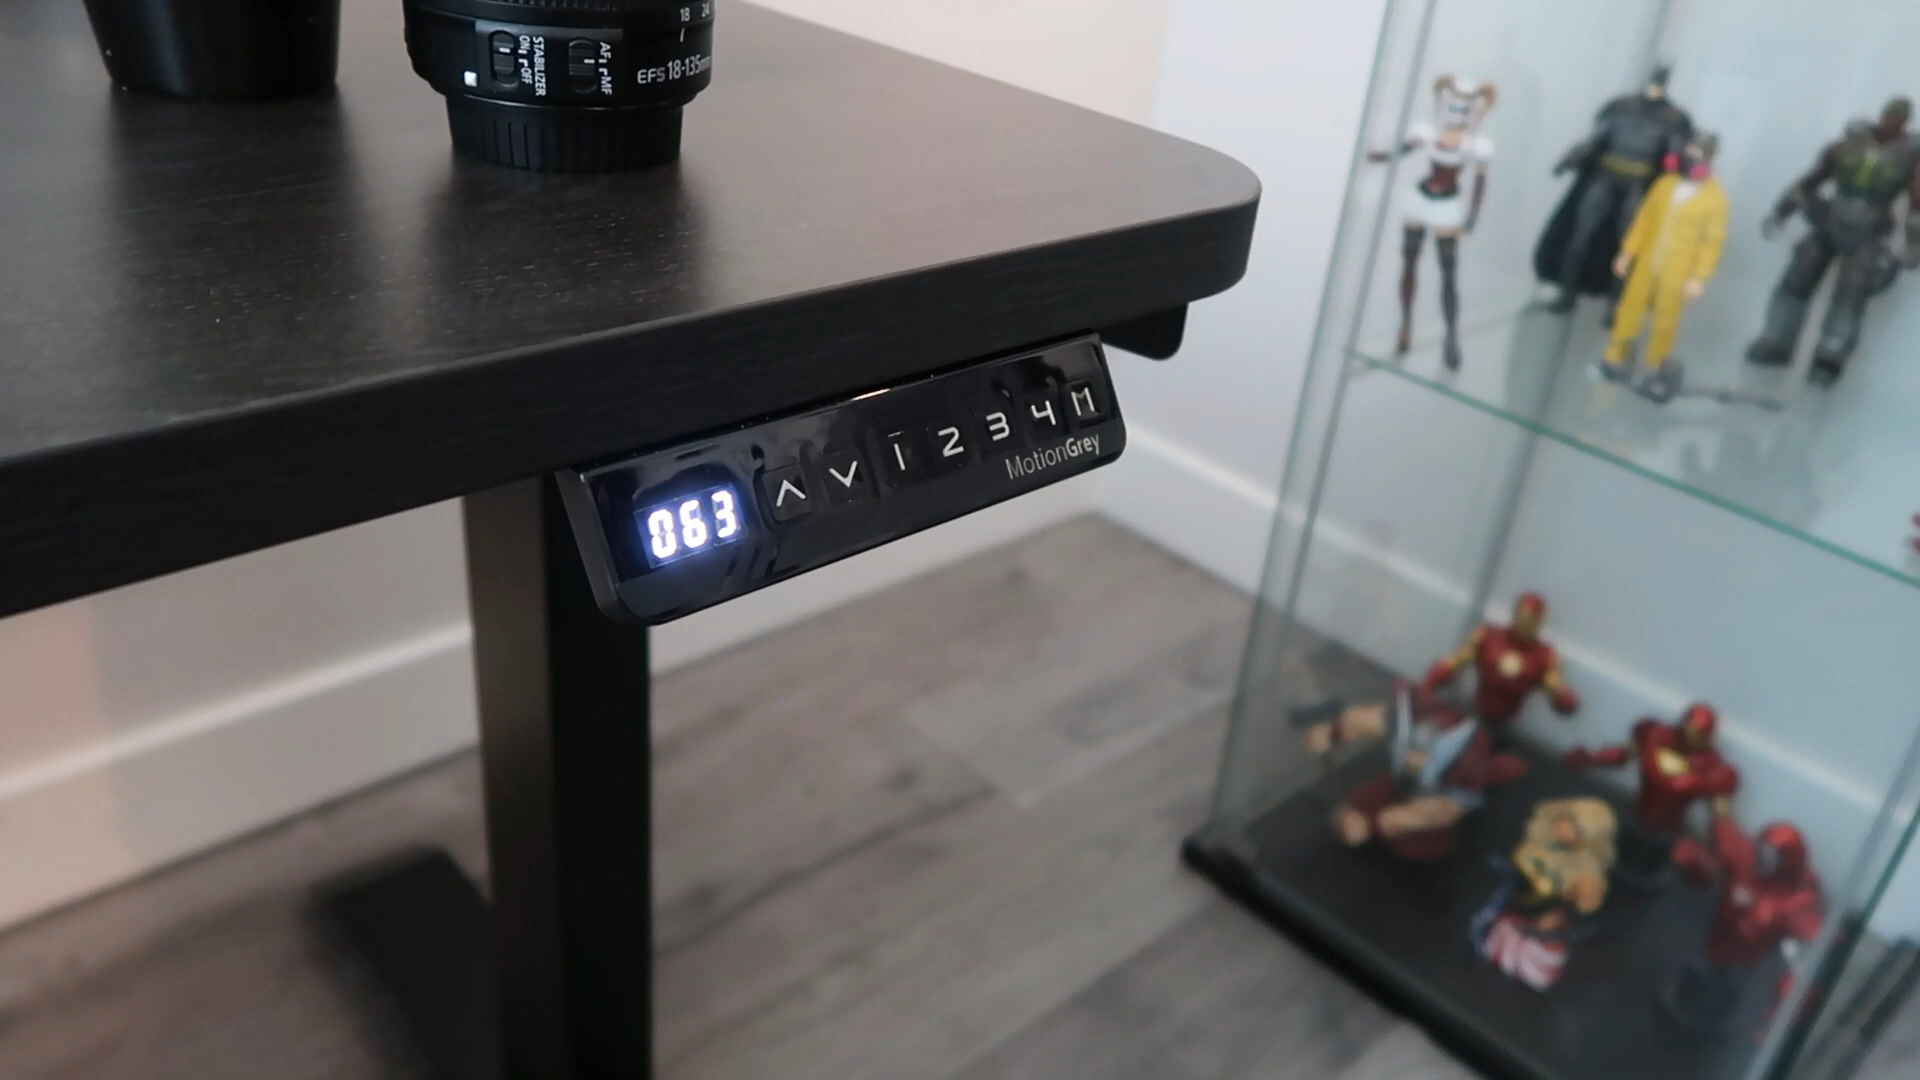 18 24
EFS 18-135mm
AF MF
STABILIZER
ON OFF
063 1 2 3 4 M
MotionGrey